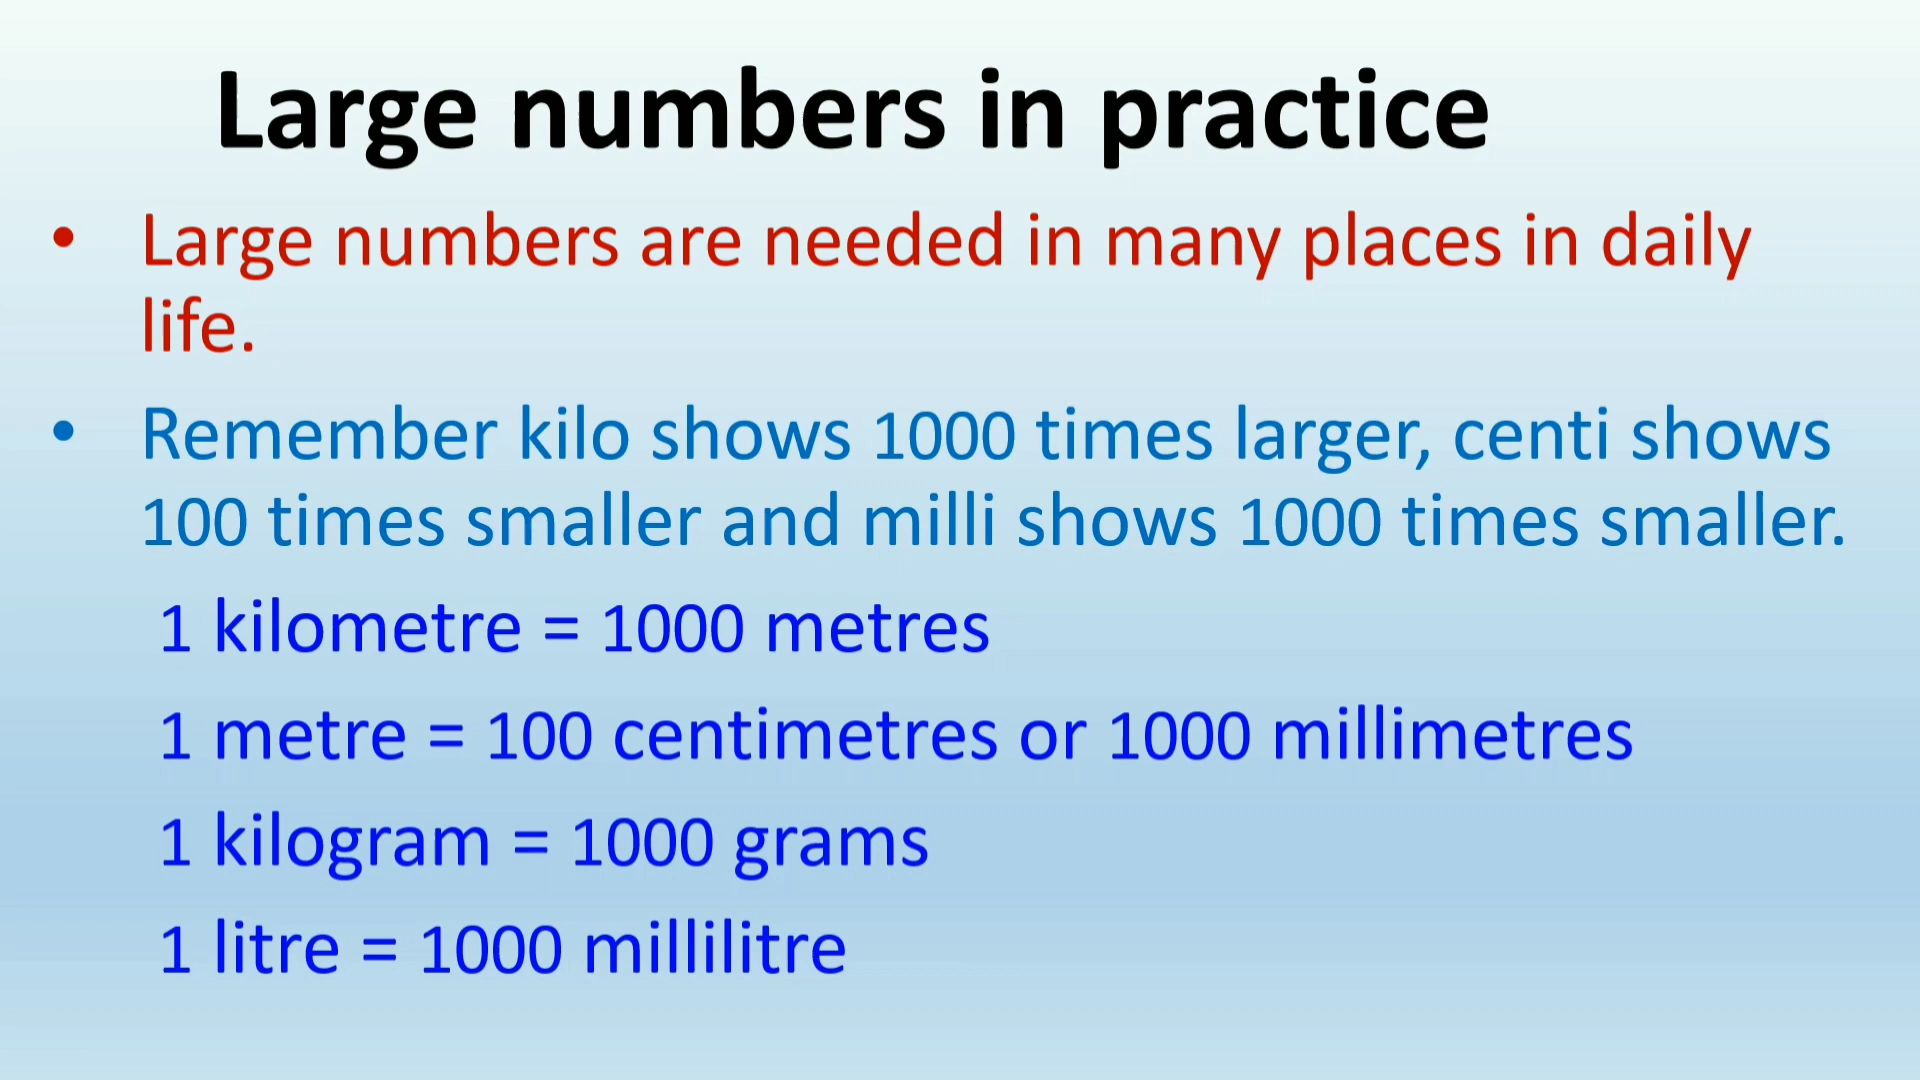 Large numbers in practice
• Large numbers are needed in many places in daily
life.
• Remember kilo shows 1000 times larger, centi shows
100 times smaller and milli shows 1000 times smaller.
1 kilometre = 1000 metres
1 metre = 100 centimetres or 1000 millimetres
1 kilogram = 1000 grams
1 litre = 1000 millilitre